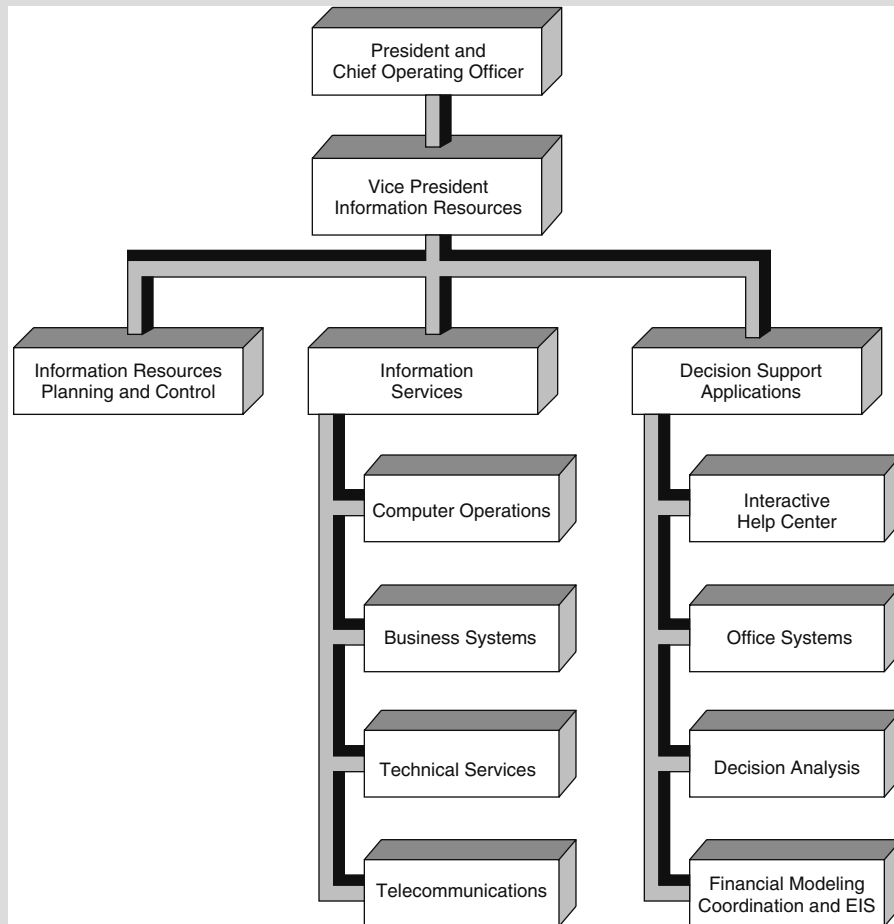 President and
Chief Operating Officer
Vice President
Information Resources
Information Resources
Planning and Control
Information
Services
Decision Support
Applications
Computer Operations
Business Systems
Technical Services
Telecommunications
Interactive
Help Center
Office Systems
Decision Analysis
Financial Modeling
Coordination and EIS